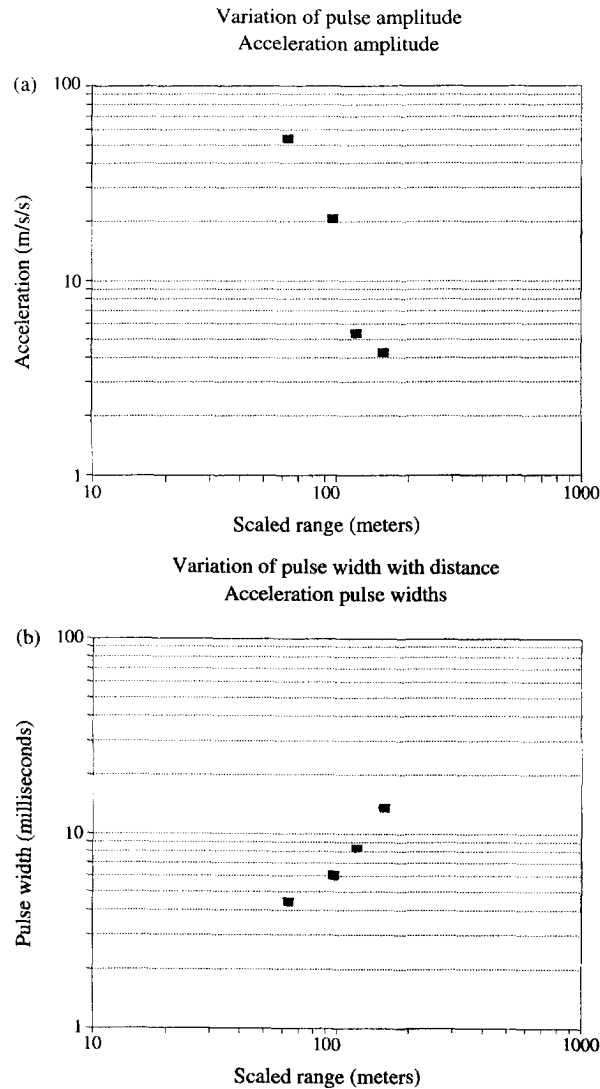 Variation of pulse amplitude
Acceleration amplitude
(a)
100
10
1
Acceleration (m/s/s)
10
100
1000
Scaled range (meters)
Variation of pulse width with distance
Acceleration pulse widths
(b)
100
10
1
Pulse width (milliseconds)
10
100
1000
Scaled range (meters)